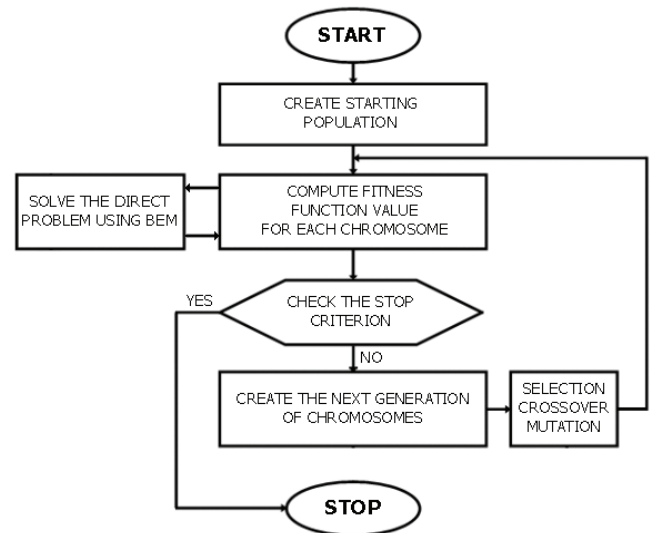 START
CREATE STARTING
POPULATION
SOLVE THE DIRECT
PROBLEM USING BEM
COMPUTE FITNESS
FUNCTION VALUE
FOR EACH CHROMOSOME
YES
CHECK THE STOP
CRITERION
NO
CREATE THE NEXT GENERATION
OF CHROMOSOMES
SELECTION
CROSSOVER
MUTATION
STOP